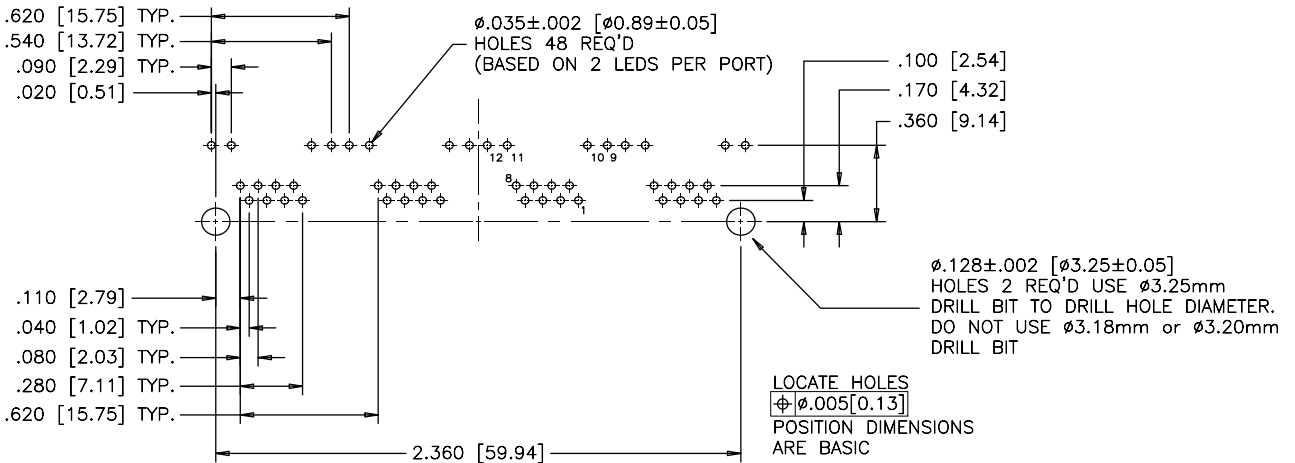 .620 [15.75] TYP.
.540 [13.72] TYP.
.090 [2.29] TYP.
.020 [0.51]
ø.035±.002 [ø0.89±0.05]
HOLES 48 REQ'D
(BASED ON 2 LEDS PER PORT)
.100 [2.54]
.170 [4.32]
.360 [9.14]
12 11
10 9
8
1
.110 [2.79]
.040 [1.02] TYP.
.080 [2.03] TYP.
.280 [7.11] TYP.
.620 [15.75] TYP.
2.360 [59.94]
ø.128±.002 [ø3.25±0.05]
HOLES 2 REQ'D USE ø3.25mm
DRILL BIT TO DRILL HOLE DIAMETER.
DO NOT USE ø3.18mm or ø3.20mm
DRILL BIT
LOCATE HOLES
⌖ ø.005[0.13]
POSITION DIMENSIONS
ARE BASIC